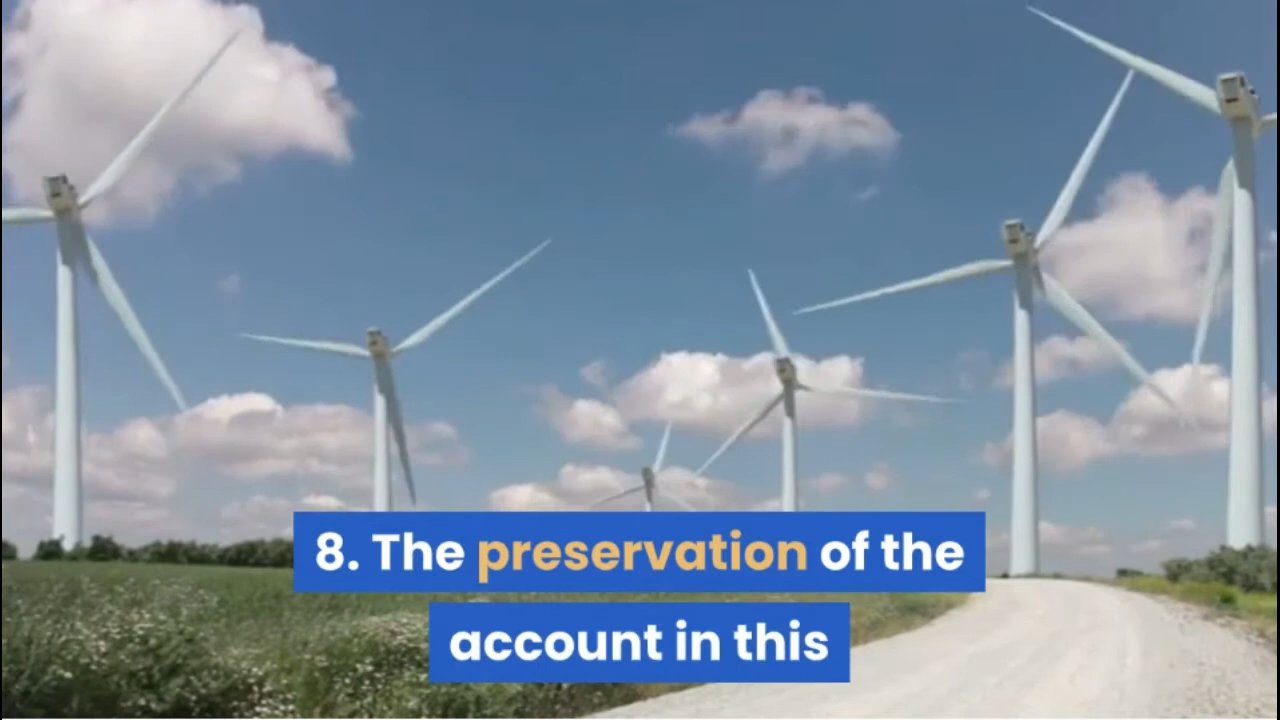 8. The preservation of the
account in this